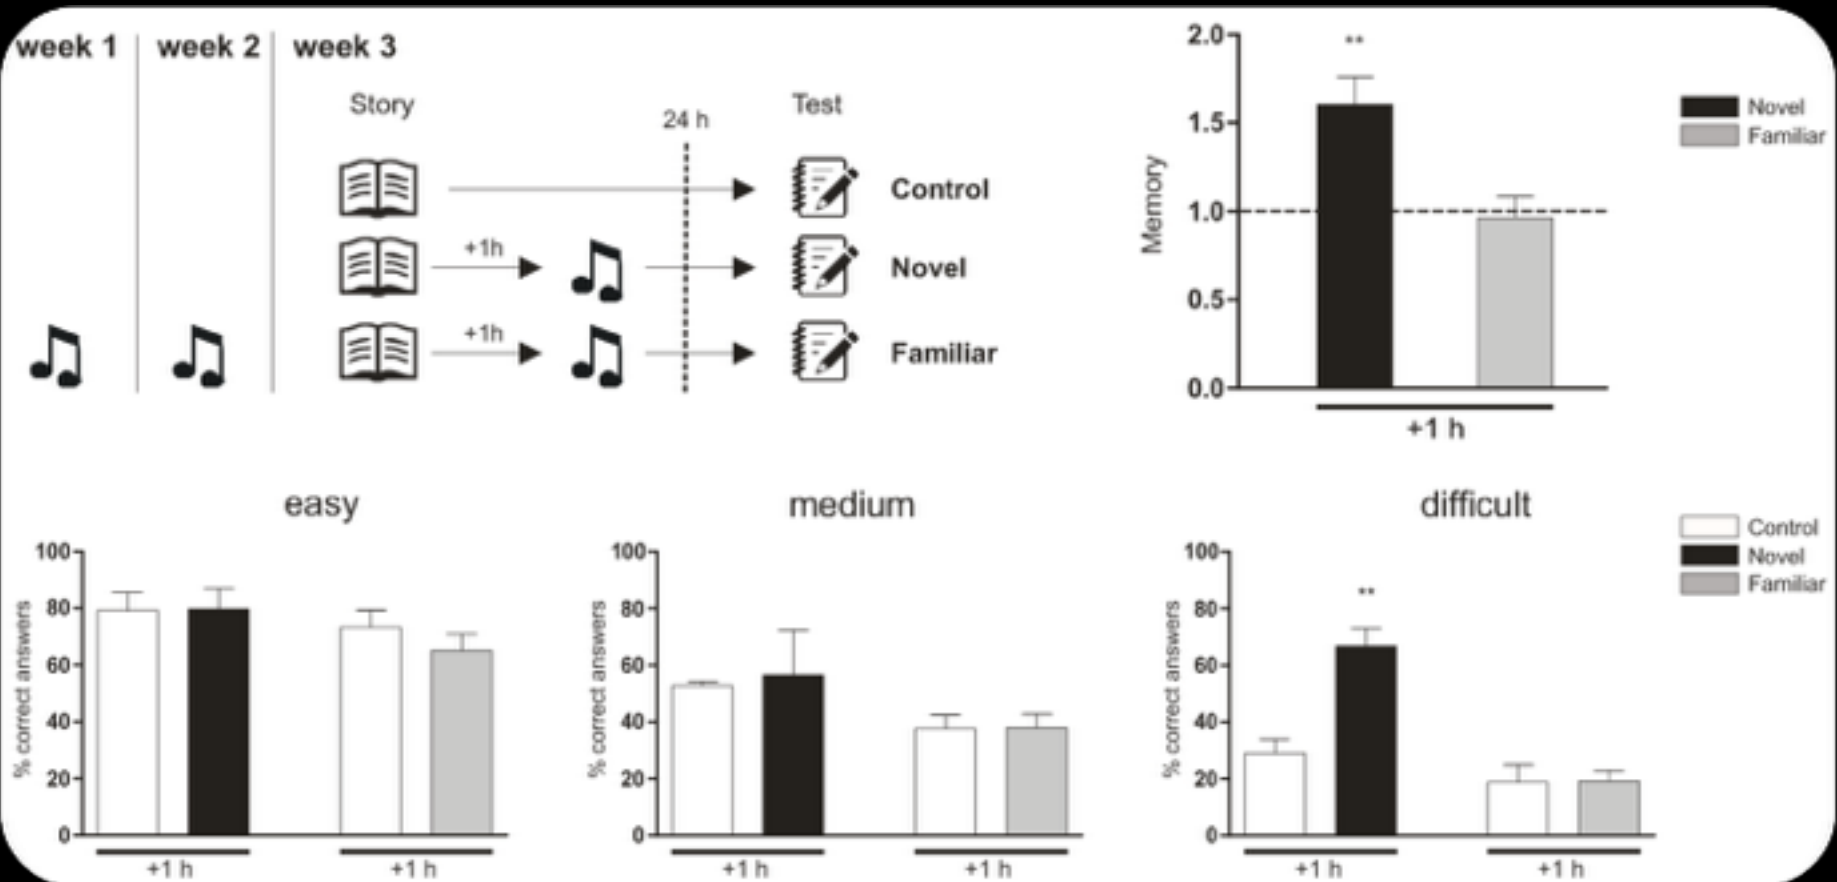 week 1 week 2 week 3
Story
24 h
Test
Control
+1h
Novel
+1h
Familiar
2.0
1.5
1.0
0.5
0.0
Memory
**
+1 h
Novel
Familiar
easy
% correct answers
100
80
60
40
20
0
+1 h
+1 h
medium
% correct answers
100
80
60
40
20
0
+1 h
+1 h
difficult
% correct answers
100
80
60
40
20
0
**
+1 h
+1 h
Control
Novel
Familiar